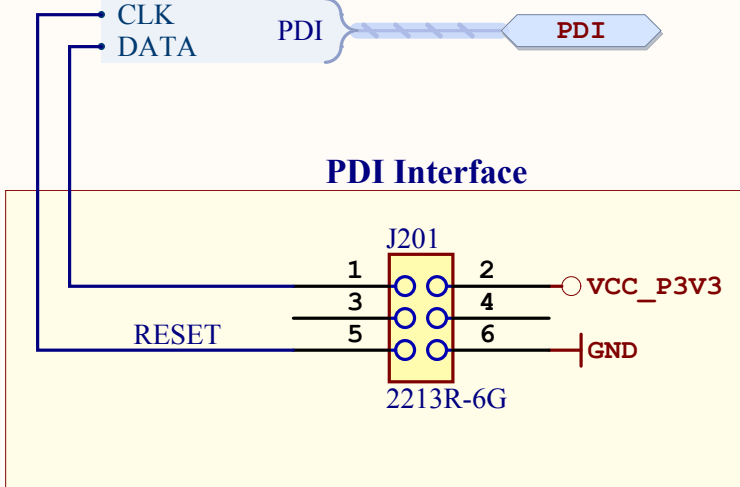 CLK
DATA
PDI
PDI
PDI Interface
J201
1 2
VCC_P3V3
3 4
RESET
5 6
GND
2213R-6G